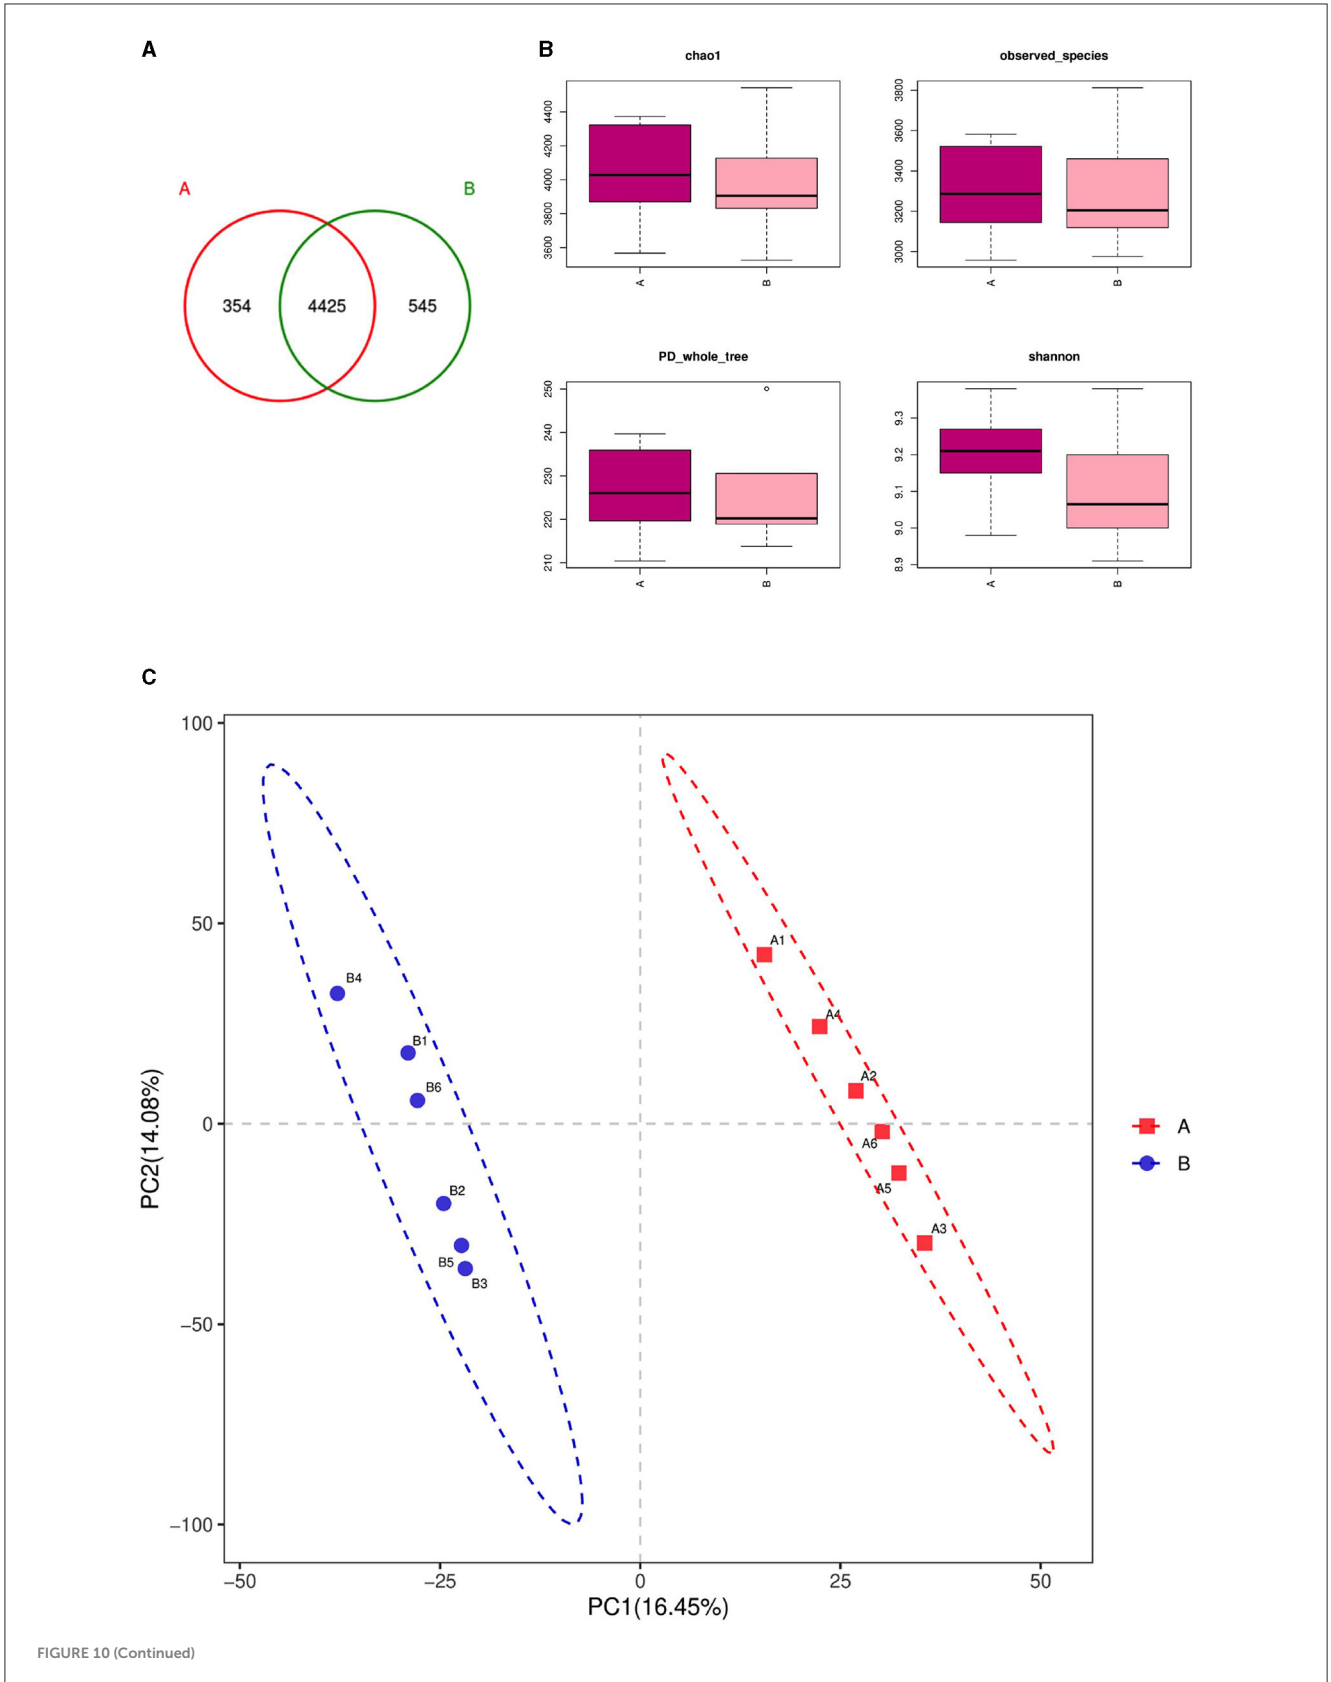 A
B
A
B
354
4425
545
chao1
4400
4200
4000
3800
3600
A
B
observed_species
3800
3600
3400
3200
3000
A
B
PD_whole_tree
250
240
230
220
210
A
B
shannon
9.3
9.2
9.1
9.0
8.9
A
B
C
100
50
0
−50
−100
PC2(14.08%)
B4
B1
B6
B2
B5
B3
A1
A4
A2
A6
A5
A3
A
B
−50
−25
0
25
50
PC1(16.45%)
FIGURE 10 (Continued)